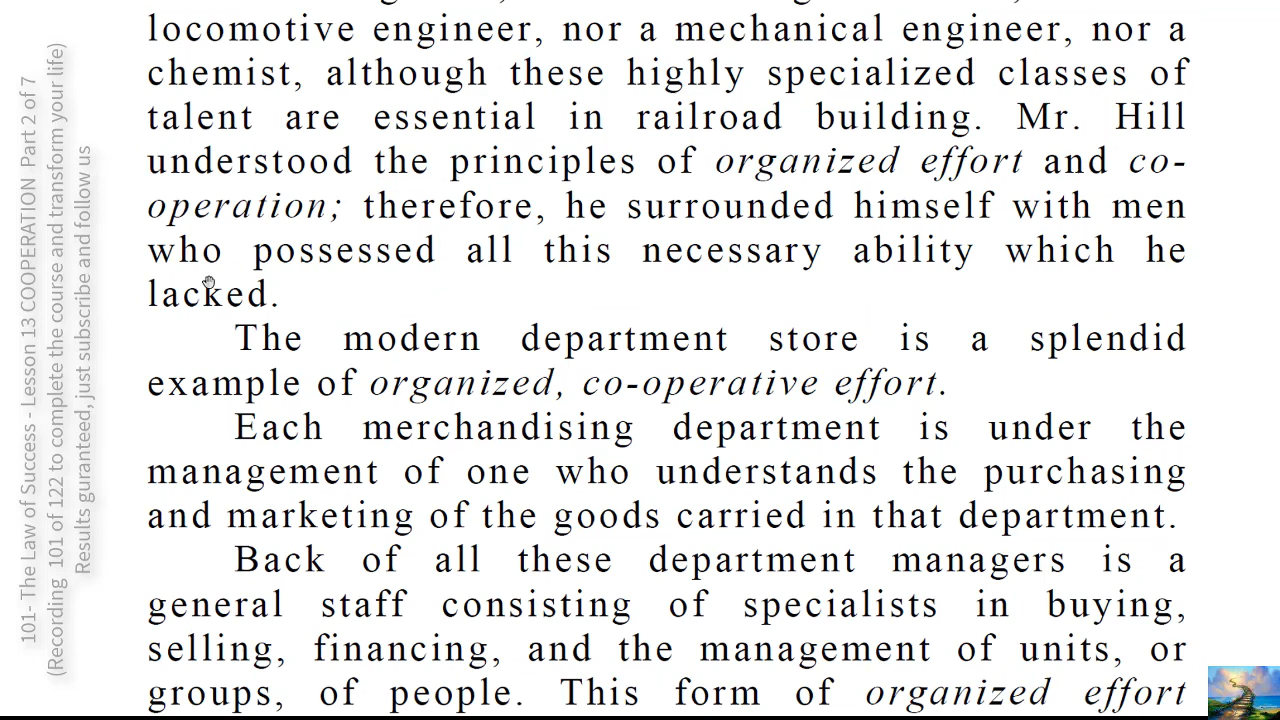 locomotive engineer, nor a mechanical engineer, nor a
chemist, although these highly specialized classes of
talent are essential in railroad building. Mr. Hill
understood the principles of organized effort and co-
operation; therefore, he surrounded himself with men
who possessed all this necessary ability which he
lacked.
The modern department store is a splendid
example of organized, co-operative effort.
Each merchandising department is under the
management of one who understands the purchasing
and marketing of the goods carried in that department.
Back of all these department managers is a
general staff consisting of specialists in buying,
selling, financing, and the management of units, or
groups, of people. This form of organized effort
101- The Law of Success - Lesson 13 COOPERATION Part 2 of 7
(Recording 101 of 122 to complete the course and transform your life)
Results guranteed, just subscribe and follow us